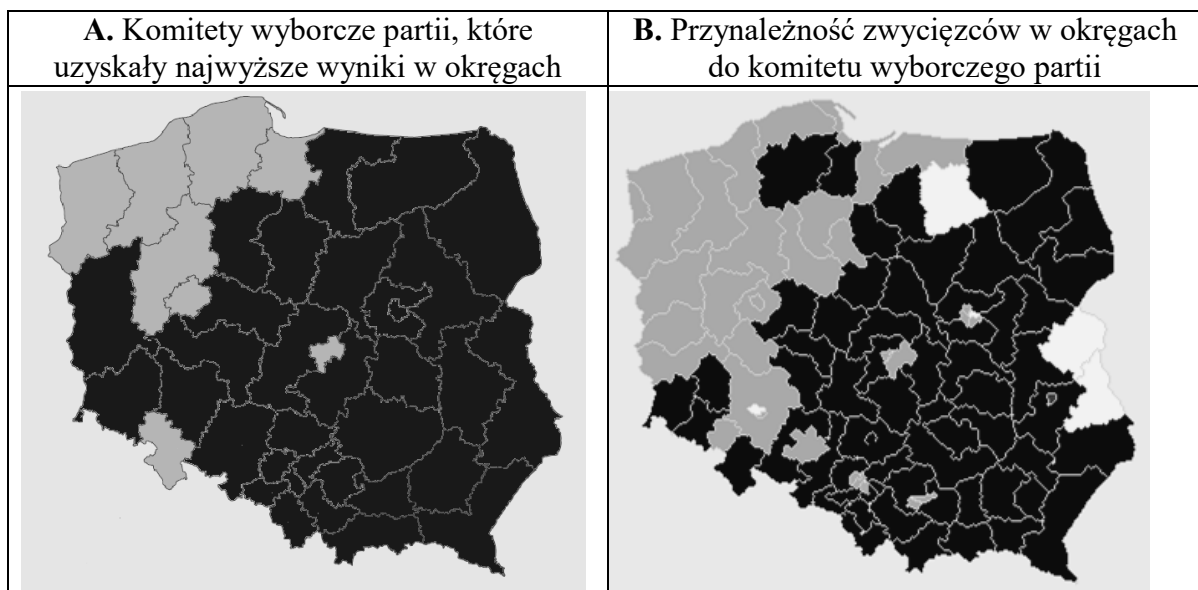 A. Komitety wyborcze partii, które
uzyskały najwyższe wyniki w okręgach
B. Przynależność zwycięzców w okręgach
do komitetu wyborczego partii